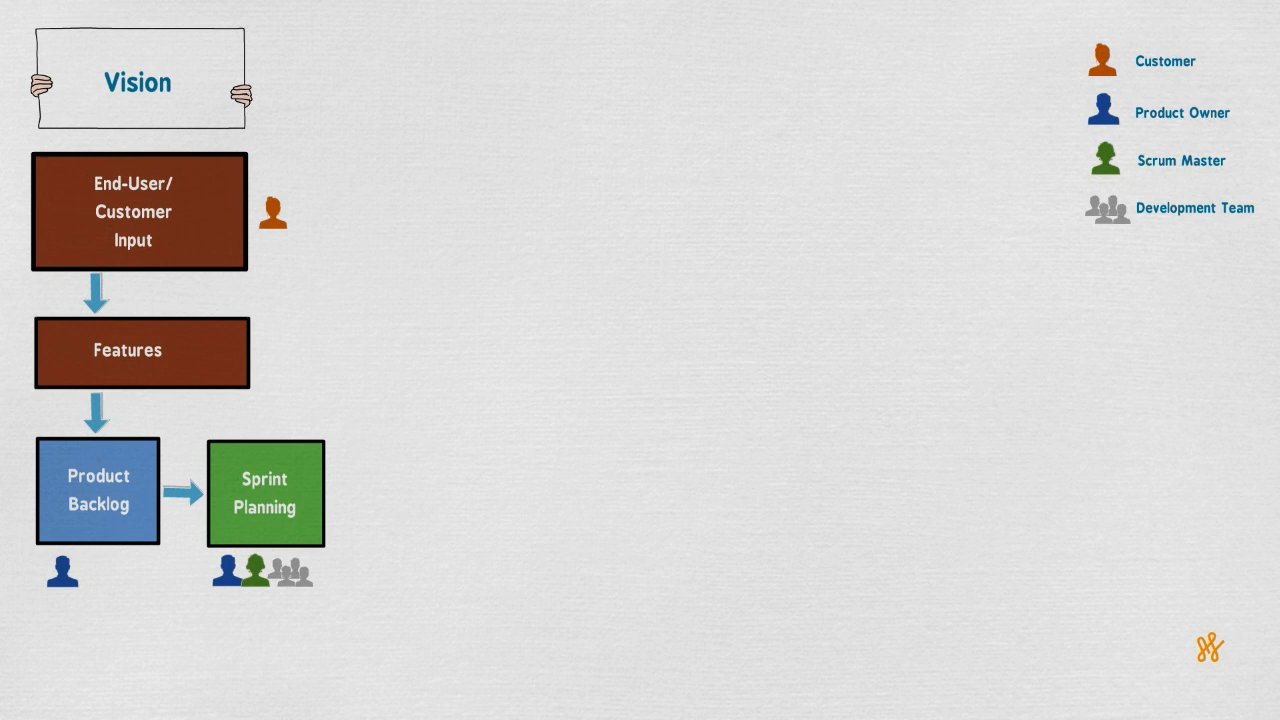 Vision
End-User/
Customer
Input
Features
Product
Backlog
Sprint
Planning
Customer
Product Owner
Scrum Master
Development Team